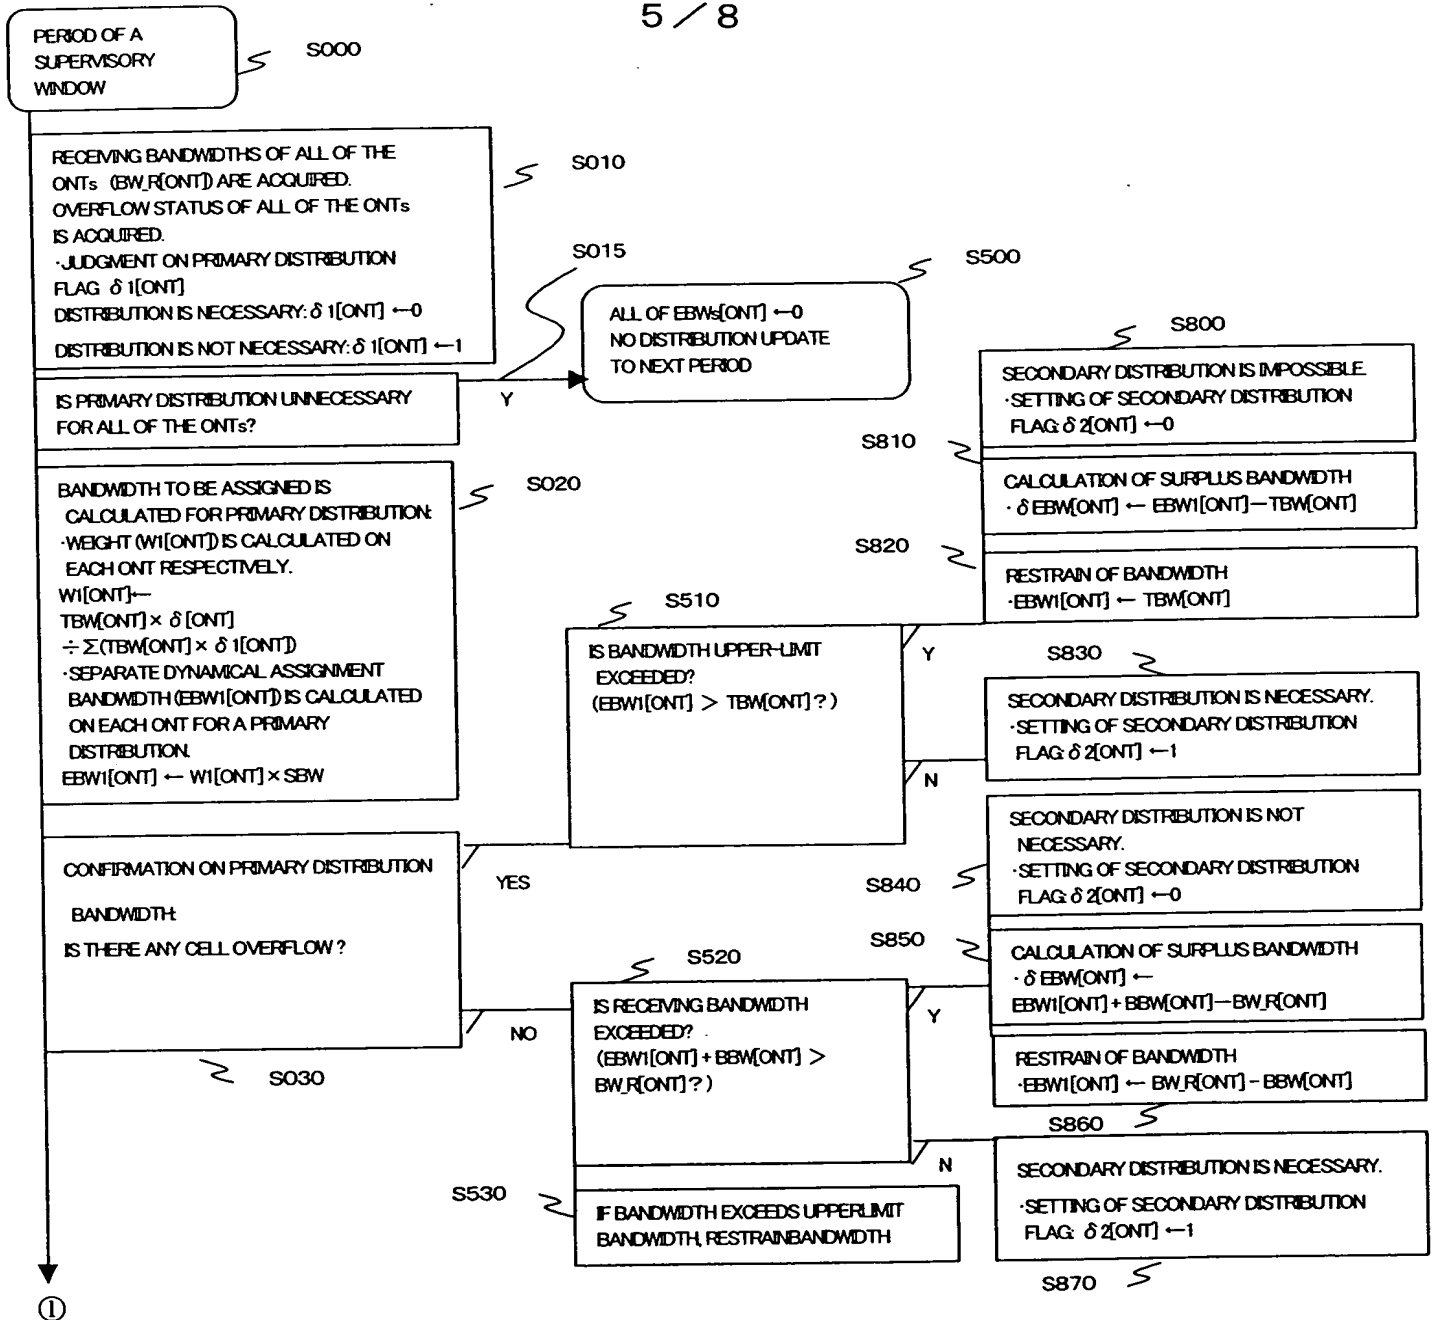 5/8
PERIOD OF A
SUPERVISORY
WINDOW
S000
RECEIVING BANDWIDTHS OF ALL OF THE
ONTs (BW_R[ONT]) ARE ACQUIRED.
OVERFLOW STATUS OF ALL OF THE ONTs
IS ACQUIRED.
·JUDGMENT ON PRIMARY DISTRIBUTION
FLAG δ1[ONT]
DISTRIBUTION IS NECESSARY: δ1[ONT] ←0
DISTRIBUTION IS NOT NECESSARY: δ1[ONT] ←1
S010
S015
IS PRIMARY DISTRIBUTION UNNECESSARY
FOR ALL OF THE ONTs?
Y
ALL OF EBWs[ONT] ←0
NO DISTRIBUTION UPDATE
TO NEXT PERIOD
S500
BANDWIDTH TO BE ASSIGNED IS
CALCULATED FOR PRIMARY DISTRIBUTION:
·WEIGHT (W1[ONT]) IS CALCULATED ON
EACH ONT RESPECTIVELY.
W1[ONT]←
TBW[ONT]× δ[ONT]
÷Σ(TBW[ONT] × δ1[ONT])
·SEPARATE DYNAMICAL ASSIGNMENT
BANDWIDTH (EBW1[ONT]) IS CALCULATED
ON EACH ONT FOR A PRIMARY
DISTRIBUTION.
EBW1[ONT] ← W1[ONT]×SBW
S020
CONFIRMATION ON PRIMARY DISTRIBUTION
BANDWIDTH:
IS THERE ANY CELL OVERFLOW?
S030
YES
NO
S510
IS BANDWIDTH UPPER-LIMIT
EXCEEDED?
(EBW1[ONT] > TBW[ONT]?)
Y
N
S800
SECONDARY DISTRIBUTION IS IMPOSSIBLE.
·SETTING OF SECONDARY DISTRIBUTION
FLAG: δ2[ONT] ←0
S810
CALCULATION OF SURPLUS BANDWIDTH
·δEBW[ONT] ← EBW1[ONT]−TBW[ONT]
S820
RESTRAIN OF BANDWIDTH
·EBW1[ONT] ← TBW[ONT]
S830
SECONDARY DISTRIBUTION IS NECESSARY.
·SETTING OF SECONDARY DISTRIBUTION
FLAG: δ2[ONT] ←1
S520
IS RECEIVING BANDWIDTH
EXCEEDED?
(EBW1[ONT]+BBW[ONT] >
BW_R[ONT]?)
Y
N
S840
SECONDARY DISTRIBUTION IS NOT
NECESSARY.
·SETTING OF SECONDARY DISTRIBUTION
FLAG: δ2[ONT] ←0
S850
CALCULATION OF SURPLUS BANDWIDTH
·δEBW[ONT] ←
EBW1[ONT]+BBW[ONT]−BW_R[ONT]
RESTRAIN OF BANDWIDTH
·EBW1[ONT] ← BW_R[ONT]−BBW[ONT]
S860
SECONDARY DISTRIBUTION IS NECESSARY.
·SETTING OF SECONDARY DISTRIBUTION
FLAG: δ2[ONT] ←1
S870
S530
IF BANDWIDTH EXCEEDS UPPERLIMIT
BANDWIDTH, RESTRAINBANDWIDTH
①